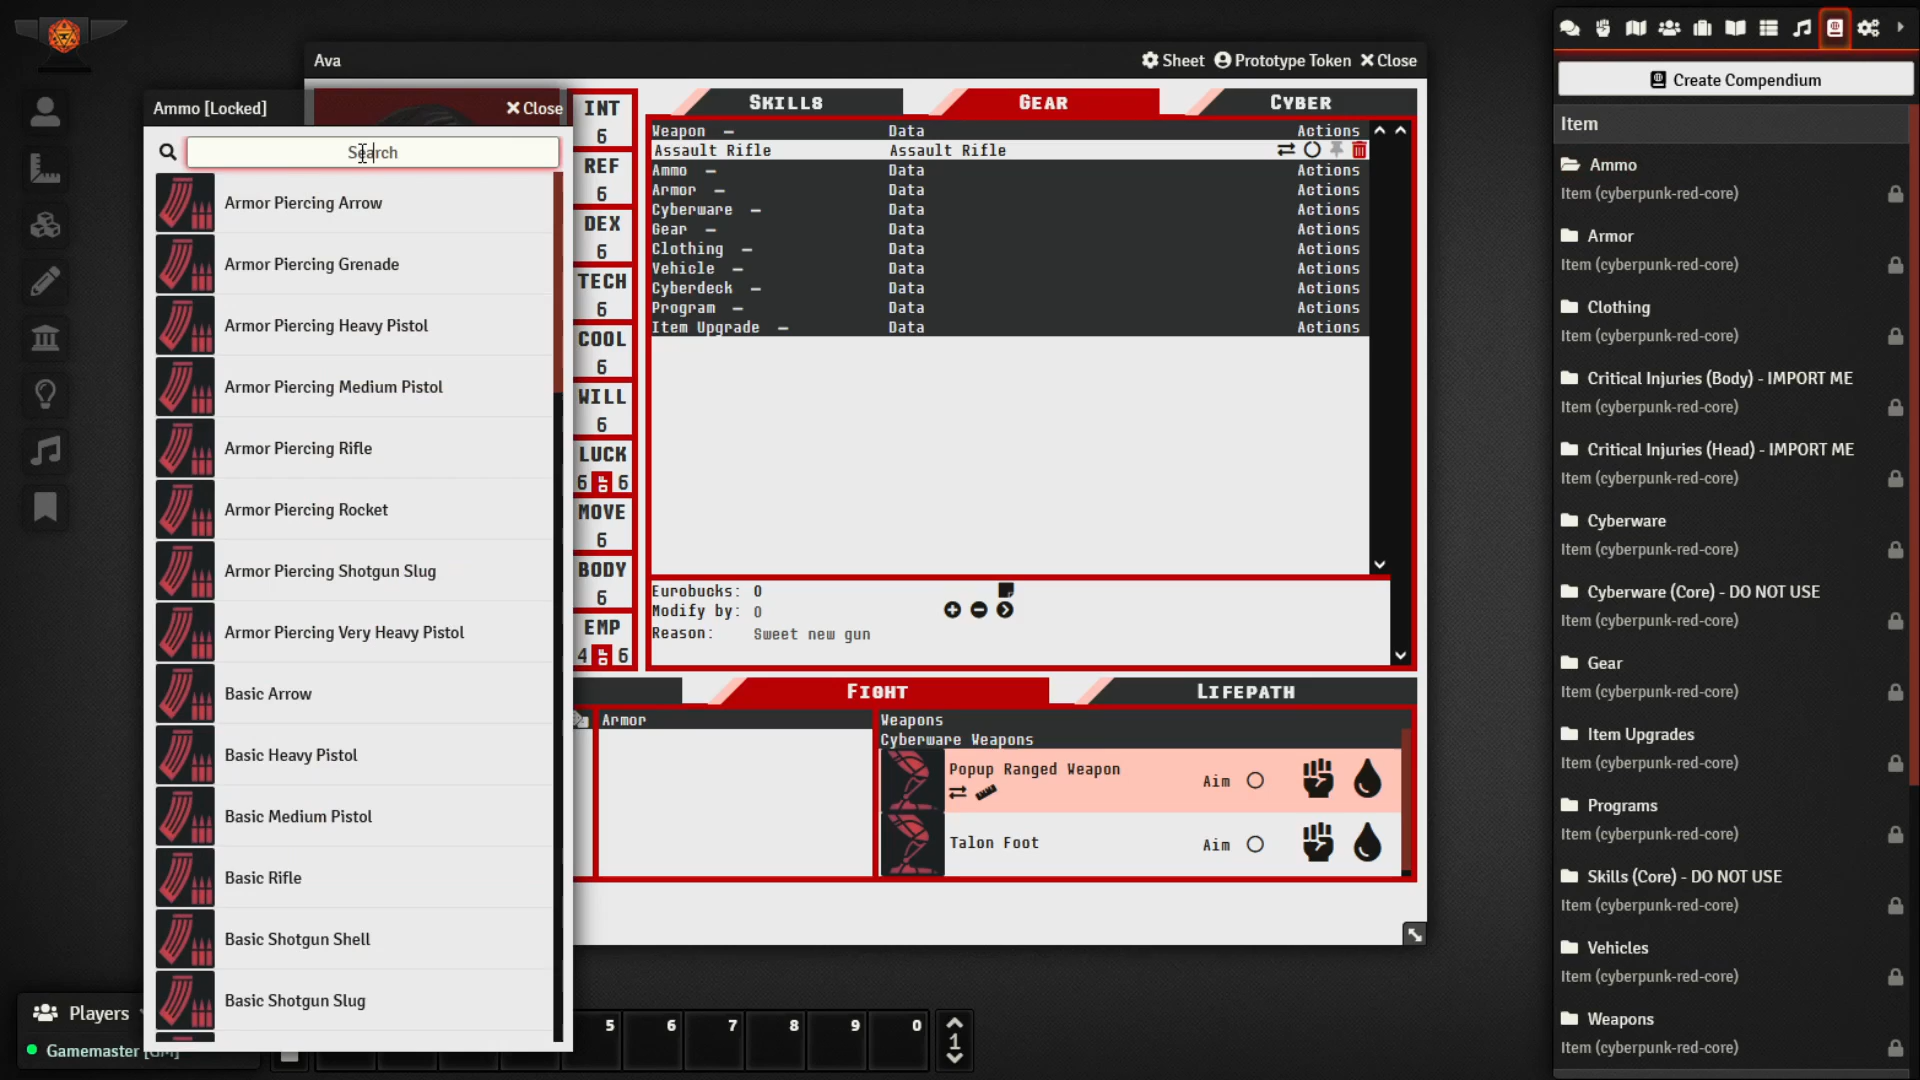 Ava
Sheet Prototype Token Close
Ammo [Locked] Close
Search
Armor Piercing Arrow
Armor Piercing Grenade
Armor Piercing Heavy Pistol
Armor Piercing Medium Pistol
Armor Piercing Rifle
Armor Piercing Rocket
Armor Piercing Shotgun Slug
Armor Piercing Very Heavy Pistol
Basic Arrow
Basic Heavy Pistol
Basic Medium Pistol
Basic Rifle
Basic Shotgun Shell
Basic Shotgun Slug
INT
6
REF
6
DEX
6
TECH
6
COOL
6
WILL
6
LUCK
6 OF 6
MOVE
6
BODY
6
EMP
4 OF 6
SKILLS GEAR CYBER
Weapon – Data Actions
Assault Rifle Assault Rifle
Ammo – Data Actions
Armor – Data Actions
Cyberware – Data Actions
Gear – Data Actions
Clothing – Data Actions
Vehicle – Data Actions
Cyberdeck – Data Actions
Program – Data Actions
Item Upgrade – Data Actions
Eurobucks: 0
Modify by: 0
Reason: Sweet new gun
FIGHT LIFEPATH
Armor
Weapons
Cyberware Weapons
Popup Ranged Weapon
Aim
Talon Foot
Aim
Players
Gamemaster [GM]
5 6 7 8 9 0
1
Create Compendium
Item
Ammo
Item (cyberpunk-red-core)
Armor
Item (cyberpunk-red-core)
Clothing
Item (cyberpunk-red-core)
Critical Injuries (Body) - IMPORT ME
Item (cyberpunk-red-core)
Critical Injuries (Head) - IMPORT ME
Item (cyberpunk-red-core)
Cyberware
Item (cyberpunk-red-core)
Cyberware (Core) - DO NOT USE
Item (cyberpunk-red-core)
Gear
Item (cyberpunk-red-core)
Item Upgrades
Item (cyberpunk-red-core)
Programs
Item (cyberpunk-red-core)
Skills (Core) - DO NOT USE
Item (cyberpunk-red-core)
Vehicles
Item (cyberpunk-red-core)
Weapons
Item (cyberpunk-red-core)